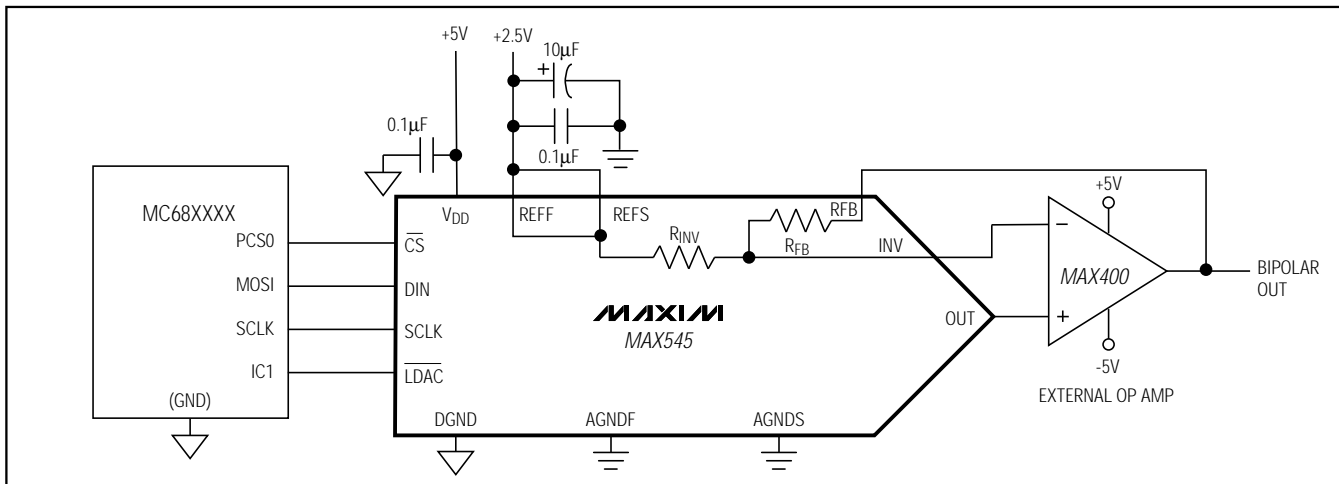 +5V
+2.5V
10µF
+
0.1µF
0.1µF
MC68XXXX
PCS0
MOSI
SCLK
IC1
(GND)
VDD
REFF
REFS
RFB
RINV
RFB
INV
CS
DIN
SCLK
LDAC
MAXIM
MAX545
OUT
DGND
AGNDF
AGNDS
+5V
−
MAX400
+
-5V
BIPOLAR
OUT
EXTERNAL OP AMP